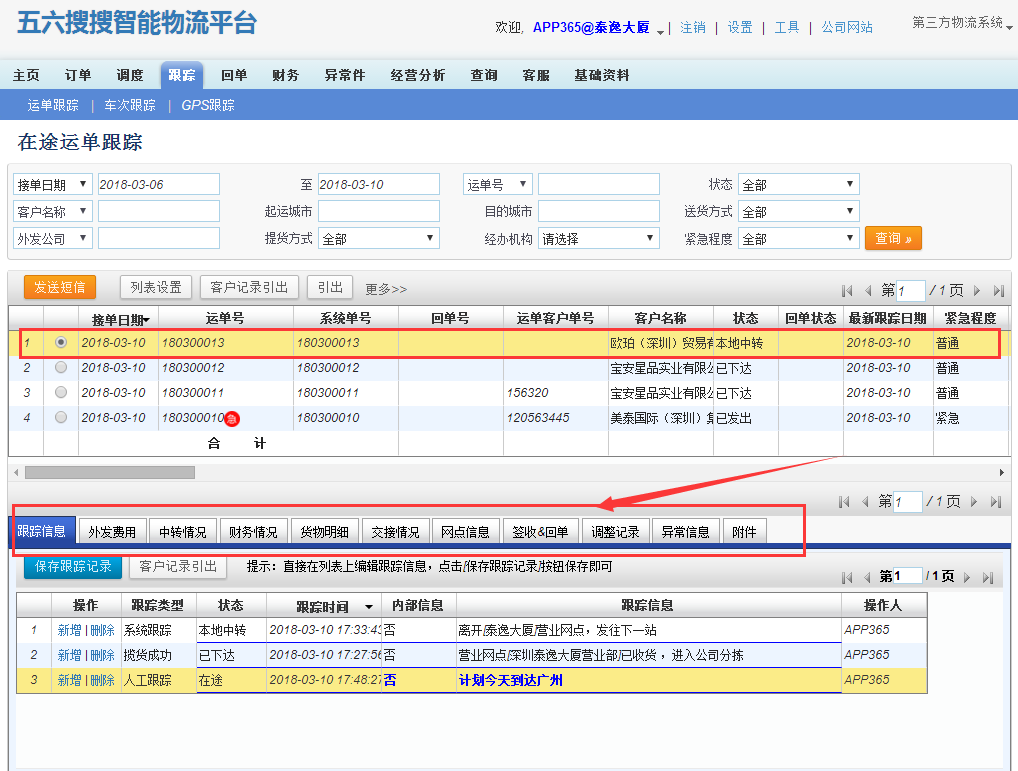 五六搜搜智能物流平台
欢迎, APP365@泰逸大厦 | 注销 | 设置 | 工具 | 公司网站 第三方物流系统
主页 订单 调度 跟踪 回单 财务 异常件 经营分析 查询 客服 基础资料
运单跟踪 | 车次跟踪 | GPS跟踪
在途运单跟踪
接单日期 2018-03-06 至 2018-03-10 运单号 状态 全部
客户名称 起运城市 目的城市 送货方式 全部
外发公司 提货方式 全部 经办机构 请选择 紧急程度 全部 查询 »
发送短信 列表设置 客户记录引出 引出 更多>> 第 1 / 1 页
接单日期 运单号 系统单号 回单号 运单客户单号 客户名称 状态 回单状态 最新跟踪日期 紧急程度
1 2018-03-10 180300013 180300013 欧珀（深圳）贸易有 本地中转 2018-03-10 普通
2 2018-03-10 180300012 180300012 宝安星品实业有限公 已下达 2018-03-10 普通
3 2018-03-10 180300011 180300011 156320 宝安星品实业有限公 已下达 2018-03-10 普通
4 2018-03-10 180300010 急 180300010 120563445 美泰国际（深圳）集 已发出 2018-03-10 紧急
合 计
第 1 / 1 页
跟踪信息 外发费用 中转情况 财务情况 货物明细 交接情况 网点信息 签收&回单 调整记录 异常信息 附件
保存跟踪记录 客户记录引出 提示：直接在列表上编辑跟踪信息，点击/保存跟踪记录/按钮保存即可
第 1 / 1 页
操作 跟踪类型 状态 跟踪时间 内部信息 跟踪信息 操作人
1 新增 | 删除 系统跟踪 本地中转 2018-03-10 17:33:43 否 离开/泰逸大厦/营业网点，发往下一站 APP365
2 新增 | 删除 揽货成功 已下达 2018-03-10 17:27:56 否 营业网点/深圳泰逸大厦营业部/已收货 ，进入公司分拣 APP365
3 新增 | 删除 人工跟踪 在途 2018-03-10 17:48:27 否 计划今天到达广州 APP365